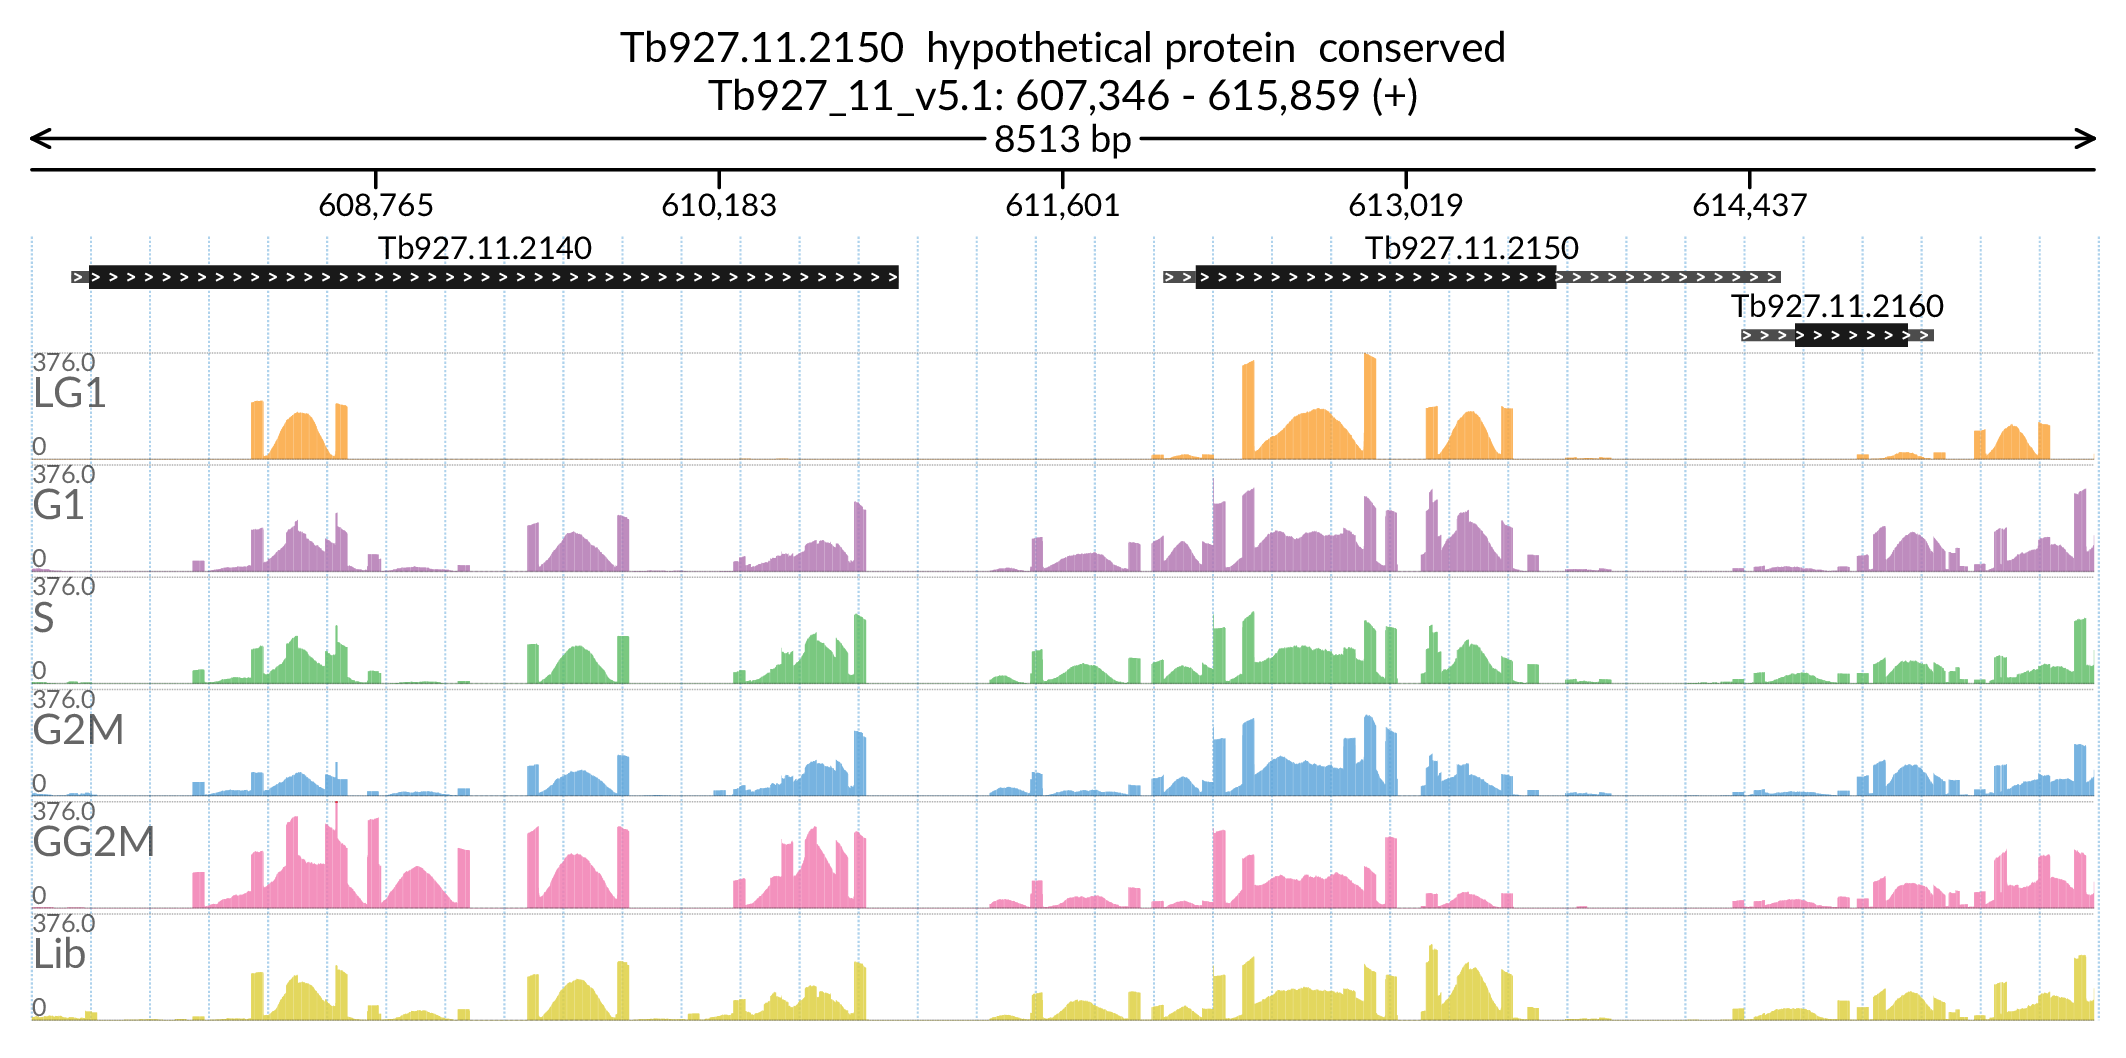 Tb927.11.2150  hypothetical protein  conserved
Tb927_11_v5.1: 607,346 - 615,859 (+)
8513 bp
608,765 610,183 611,601 613,019 614,437
Tb927.11.2140 Tb927.11.2150
Tb927.11.2160
376.0
LG1
0
376.0
G1
0
376.0
S
0
376.0
G2M
0
376.0
GG2M
0
376.0
Lib
0